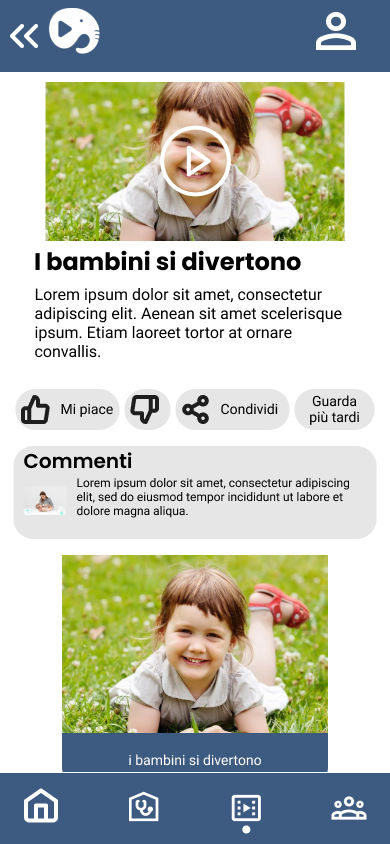 I bambini si divertono
Lorem ipsum dolor sit amet, consectetur
adipiscing elit. Aenean sit amet scelerisque
ipsum. Etiam laoreet tortor at ornare
convallis.
Mi piace
Condividi
Guarda
più tardi
Commenti
Lorem ipsum dolor sit amet, consectetur adipiscing
elit, sed do eiusmod tempor incididunt ut labore et
dolore magna aliqua.
i bambini si divertono